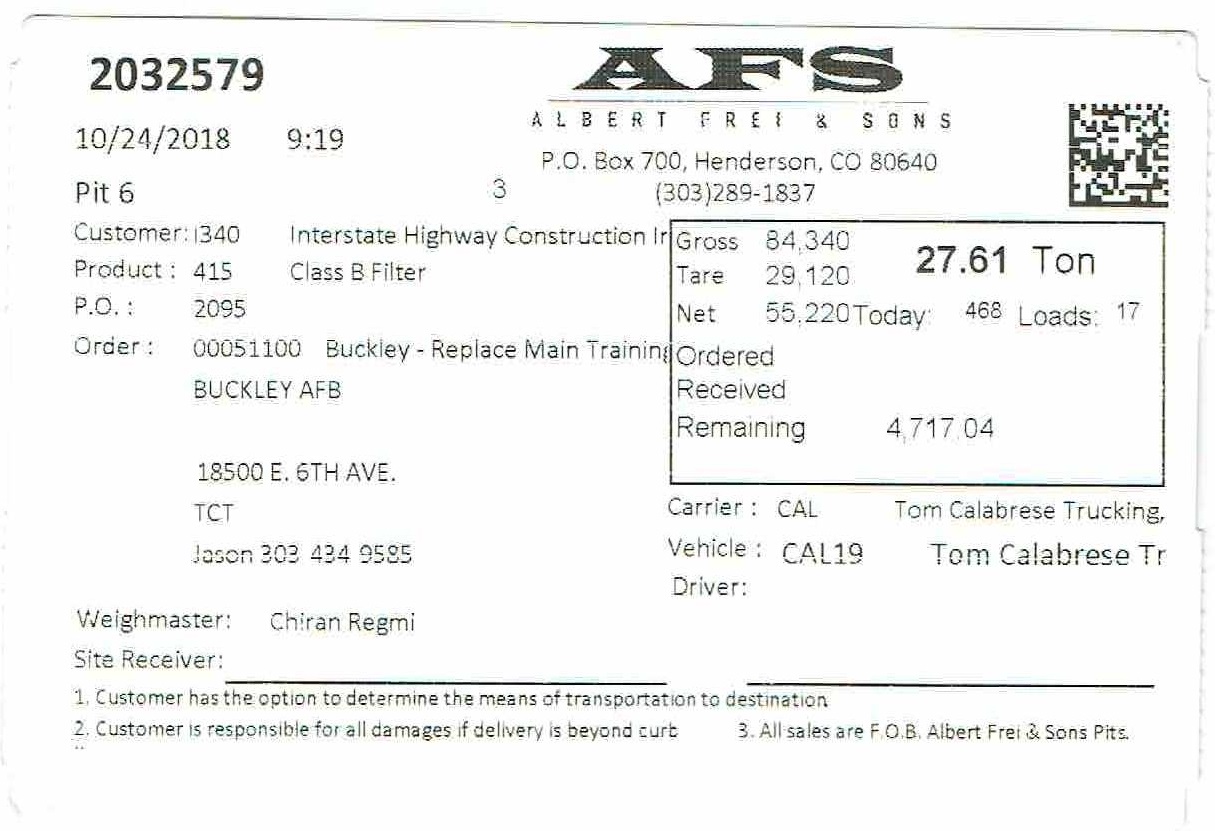 2032579
AFS
ALBERT FREI & SONS
10/24/2018 9:19
P.O. Box 700, Henderson, CO 80640
Pit 6 3 (303)289-1837
Customer: I340 Interstate Highway Construction Ir
Gross 84,340 27.61 Ton
Product : 415 Class B Filter
Tare 29,120
P.O. : 2095
Net 55,220 Today: 468 Loads: 17
Order : 00051100 Buckley - Replace Main Training
Ordered
BUCKLEY AFB
Received
Remaining 4,717.04
18500 E. 6TH AVE.
TCT
Carrier : CAL Tom Calabrese Trucking,
Jason 303 434 9585
Vehicle : CAL19 Tom Calabrese Tr
Driver:
Weighmaster: Chiran Regmi
Site Receiver:
1. Customer has the option to determine the means of transportation to destination
2. Customer is responsible for all damages if delivery is beyond curb 3. All sales are F.O.B. Albert Frei & Sons Pits.